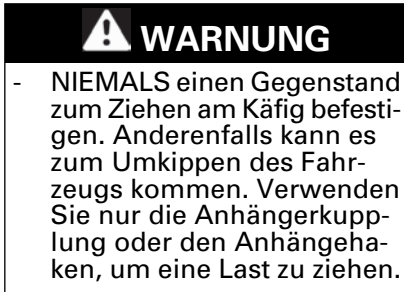 WARNUNG
- NIEMALS einen Gegenstand
zum Ziehen am Käfig befesti-
gen. Anderenfalls kann es
zum Umkippen des Fahr-
zeugs kommen. Verwenden
Sie nur die Anhängerkupp-
lung oder den Anhängeha-
ken, um eine Last zu ziehen.